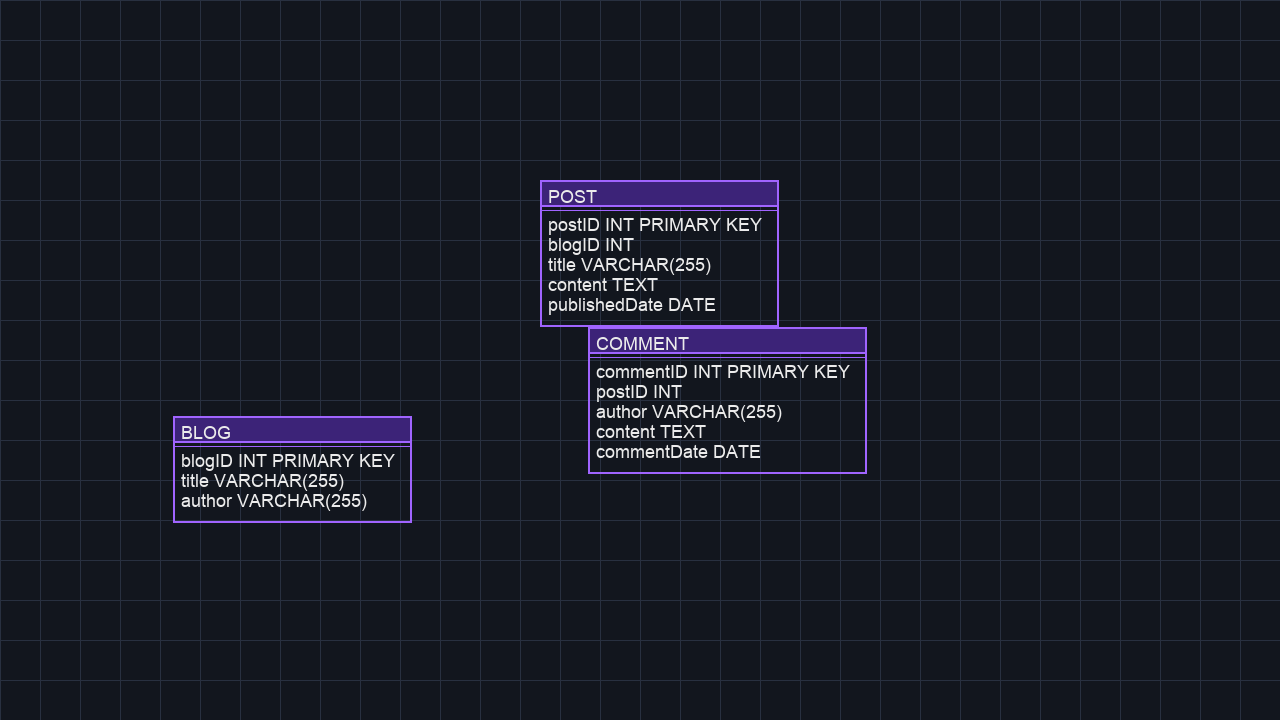 POST
postID INT PRIMARY KEY
blogID INT
title VARCHAR(255)
content TEXT
publishedDate DATE
COMMENT
commentID INT PRIMARY KEY
postID INT
author VARCHAR(255)
content TEXT
commentDate DATE
BLOG
blogID INT PRIMARY KEY
title VARCHAR(255)
author VARCHAR(255)